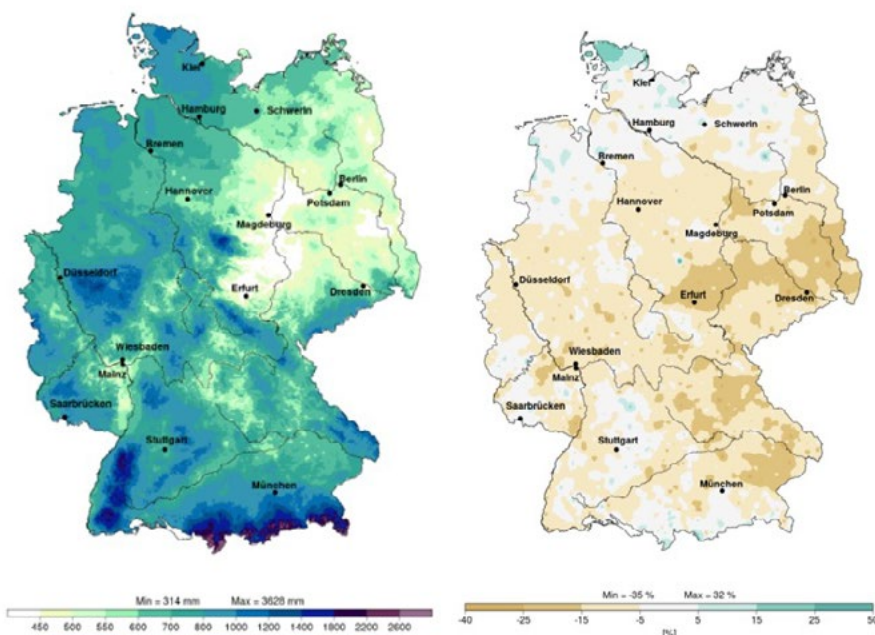 Kiel
Hamburg
Schwerin
Bremen
Berlin
Hannover
Potsdam
Magdeburg
Düsseldorf
Erfurt
Dresden
Wiesbaden
Mainz
Saarbrücken
Stuttgart
München
Min = 314 mm Max = 3628 mm
450 500 550 600 700 800 1000 1200 1400 1800 2200 2600
Kiel
Hamburg
Schwerin
Bremen
Berlin
Hannover
Potsdam
Magdeburg
Düsseldorf
Erfurt
Dresden
Wiesbaden
Mainz
Saarbrücken
Stuttgart
München
Min = -35 % Max = 32 %
-40 -25 -15 -5 5 15 25 50